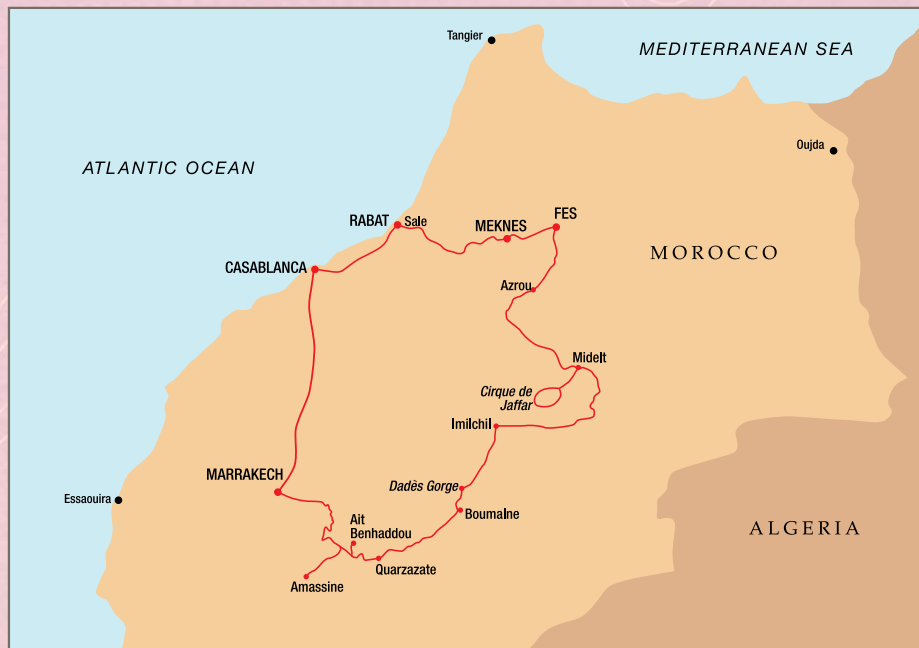 Tangier
MEDITERRANEAN SEA
Oujda
ATLANTIC OCEAN
RABAT
Sale
MEKNES
FES
MOROCCO
CASABLANCA
Azrou
Midelt
Cirque de
Jaffar
Imilchil
MARRAKECH
Dadès Gorge
Essaouira
Boumalne
Ait
Benhaddou
ALGERIA
Quarzazate
Amassine